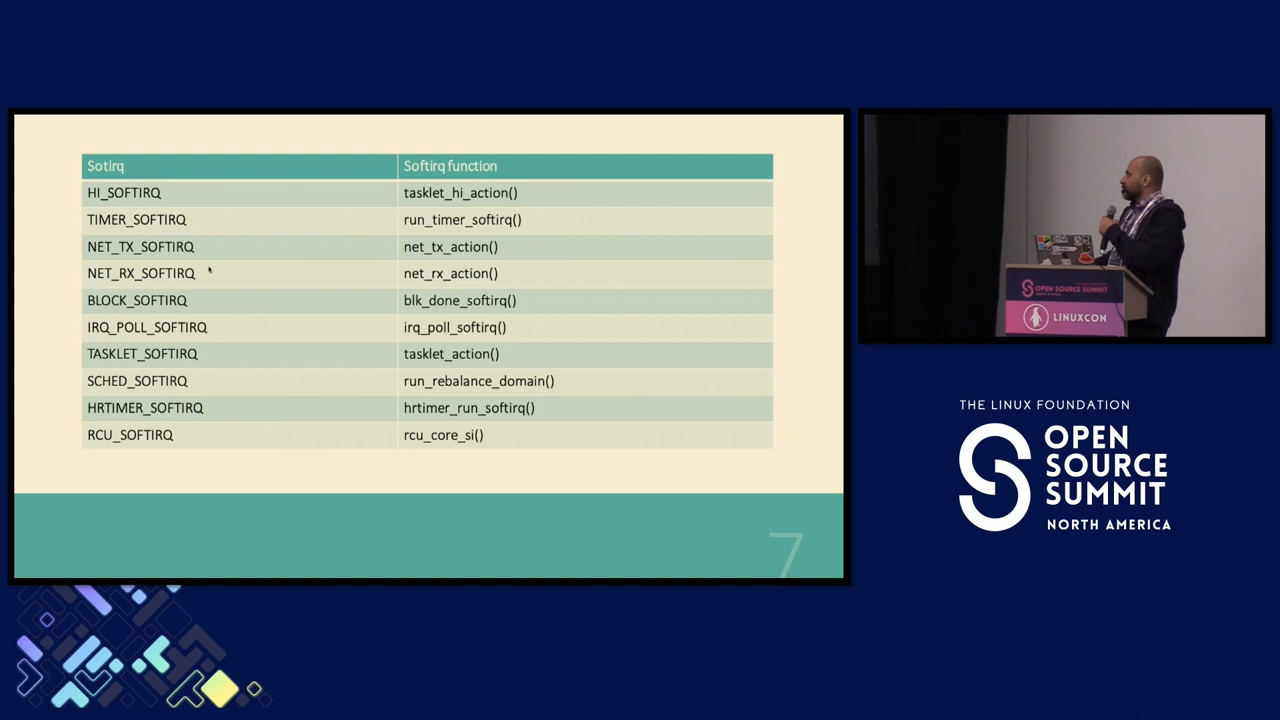 Sotirq Softirq function
HI_SOFTIRQ tasklet_hi_action()
TIMER_SOFTIRQ run_timer_softirq()
NET_TX_SOFTIRQ net_tx_action()
NET_RX_SOFTIRQ net_rx_action()
BLOCK_SOFTIRQ blk_done_softirq()
IRQ_POLL_SOFTIRQ irq_poll_softirq()
TASKLET_SOFTIRQ tasklet_action()
SCHED_SOFTIRQ run_rebalance_domain()
HRTIMER_SOFTIRQ hrtimer_run_softirq()
RCU_SOFTIRQ rcu_core_si()
7
OPEN SOURCE SUMMIT
LINUXCON
THE LINUX FOUNDATION
OPEN
SOURCE
SUMMIT
NORTH AMERICA